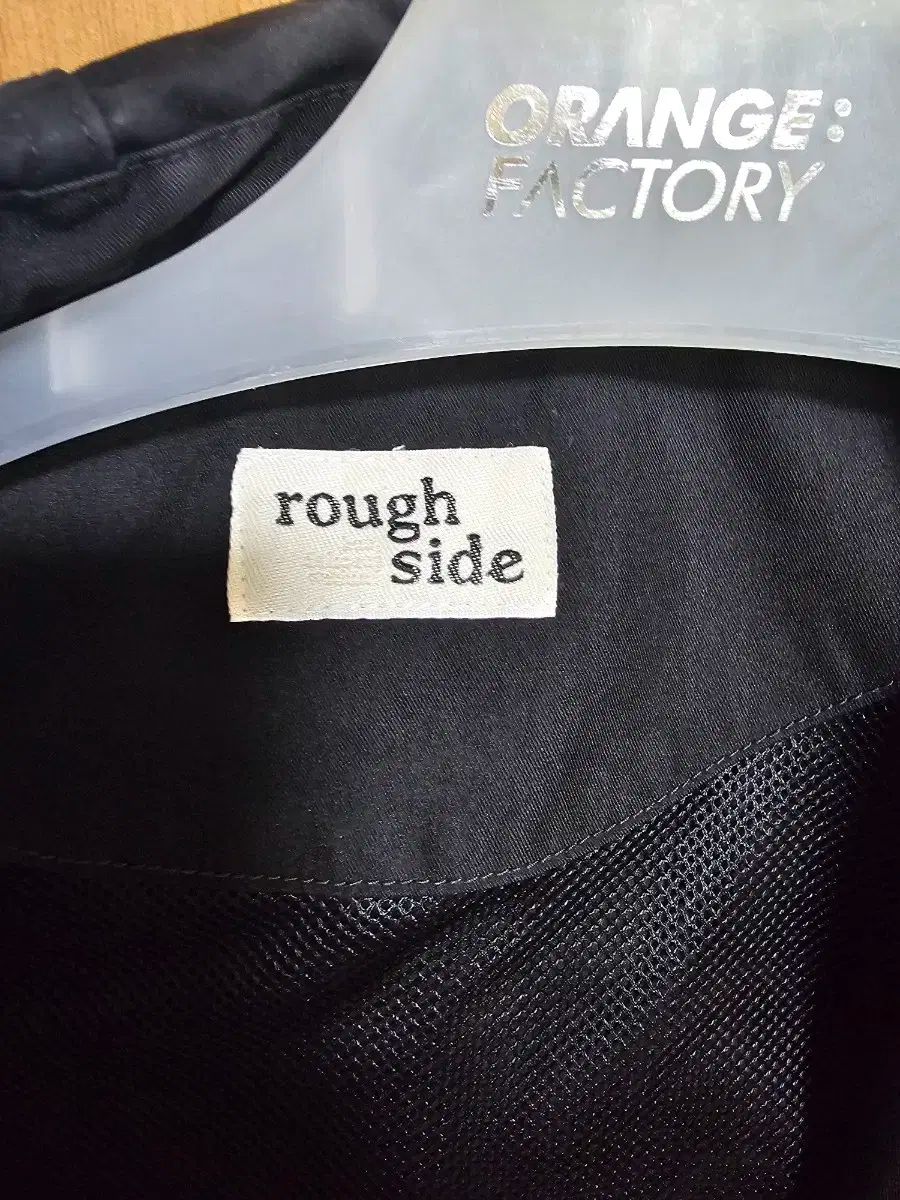 ORANGE:
FACTORY
rough
side